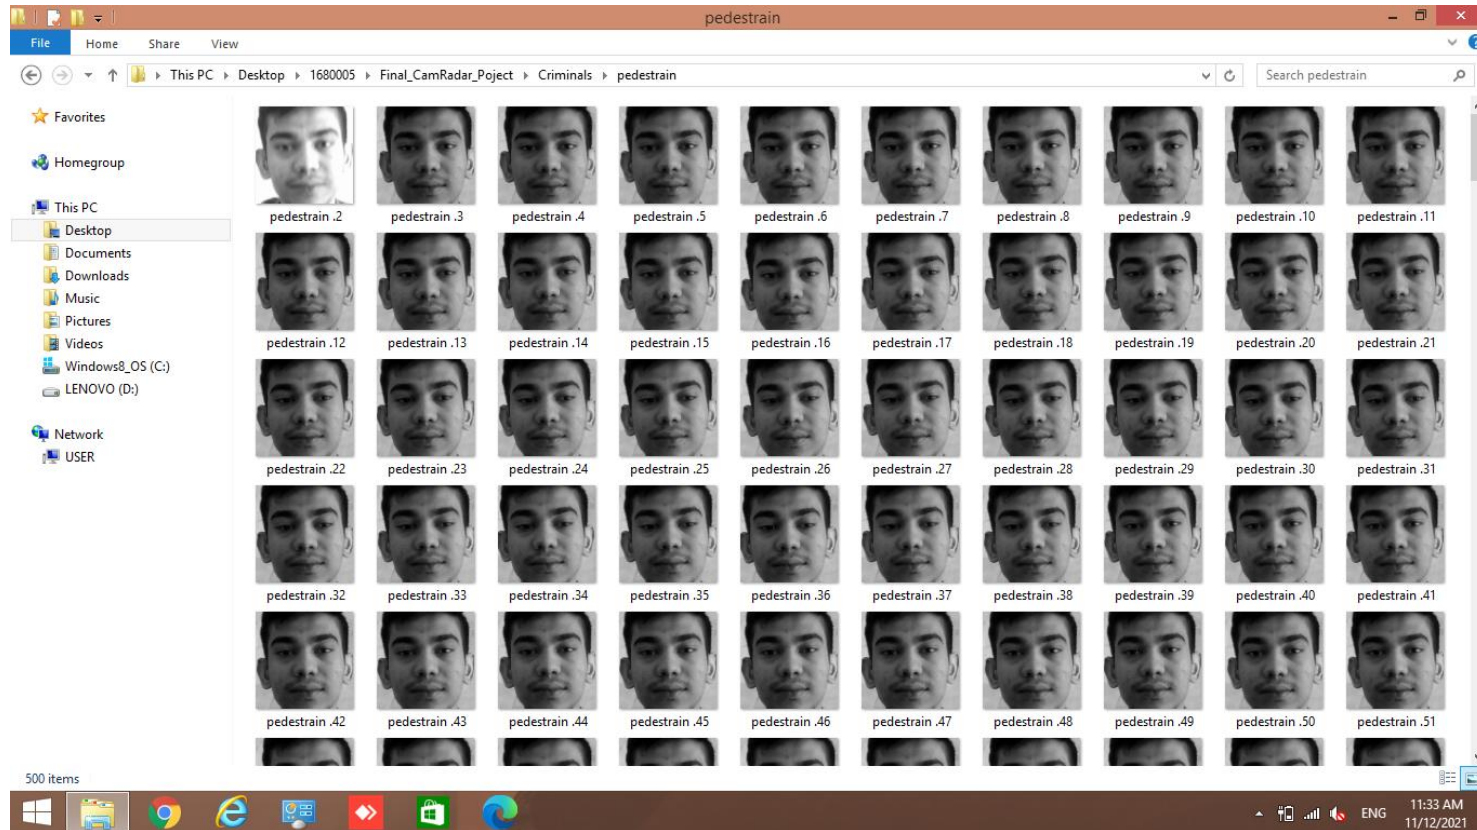 pedestrain
File Home Share View
This PC Desktop 1680005 Final_CamRadar_Poject Criminals pedestrain
Search pedestrain
Favorites
Homegroup
This PC
Desktop
Documents
Downloads
Music
Pictures
Videos
Windows8_OS (C:)
LENOVO (D:)
Network
USER
pedestrain .2 pedestrain .3 pedestrain .4 pedestrain .5 pedestrain .6 pedestrain .7 pedestrain .8 pedestrain .9 pedestrain .10 pedestrain .11
pedestrain .12 pedestrain .13 pedestrain .14 pedestrain .15 pedestrain .16 pedestrain .17 pedestrain .18 pedestrain .19 pedestrain .20 pedestrain .21
pedestrain .22 pedestrain .23 pedestrain .24 pedestrain .25 pedestrain .26 pedestrain .27 pedestrain .28 pedestrain .29 pedestrain .30 pedestrain .31
pedestrain .32 pedestrain .33 pedestrain .34 pedestrain .35 pedestrain .36 pedestrain .37 pedestrain .38 pedestrain .39 pedestrain .40 pedestrain .41
pedestrain .42 pedestrain .43 pedestrain .44 pedestrain .45 pedestrain .46 pedestrain .47 pedestrain .48 pedestrain .49 pedestrain .50 pedestrain .51
500 items
ENG
11:33 AM
11/12/2021